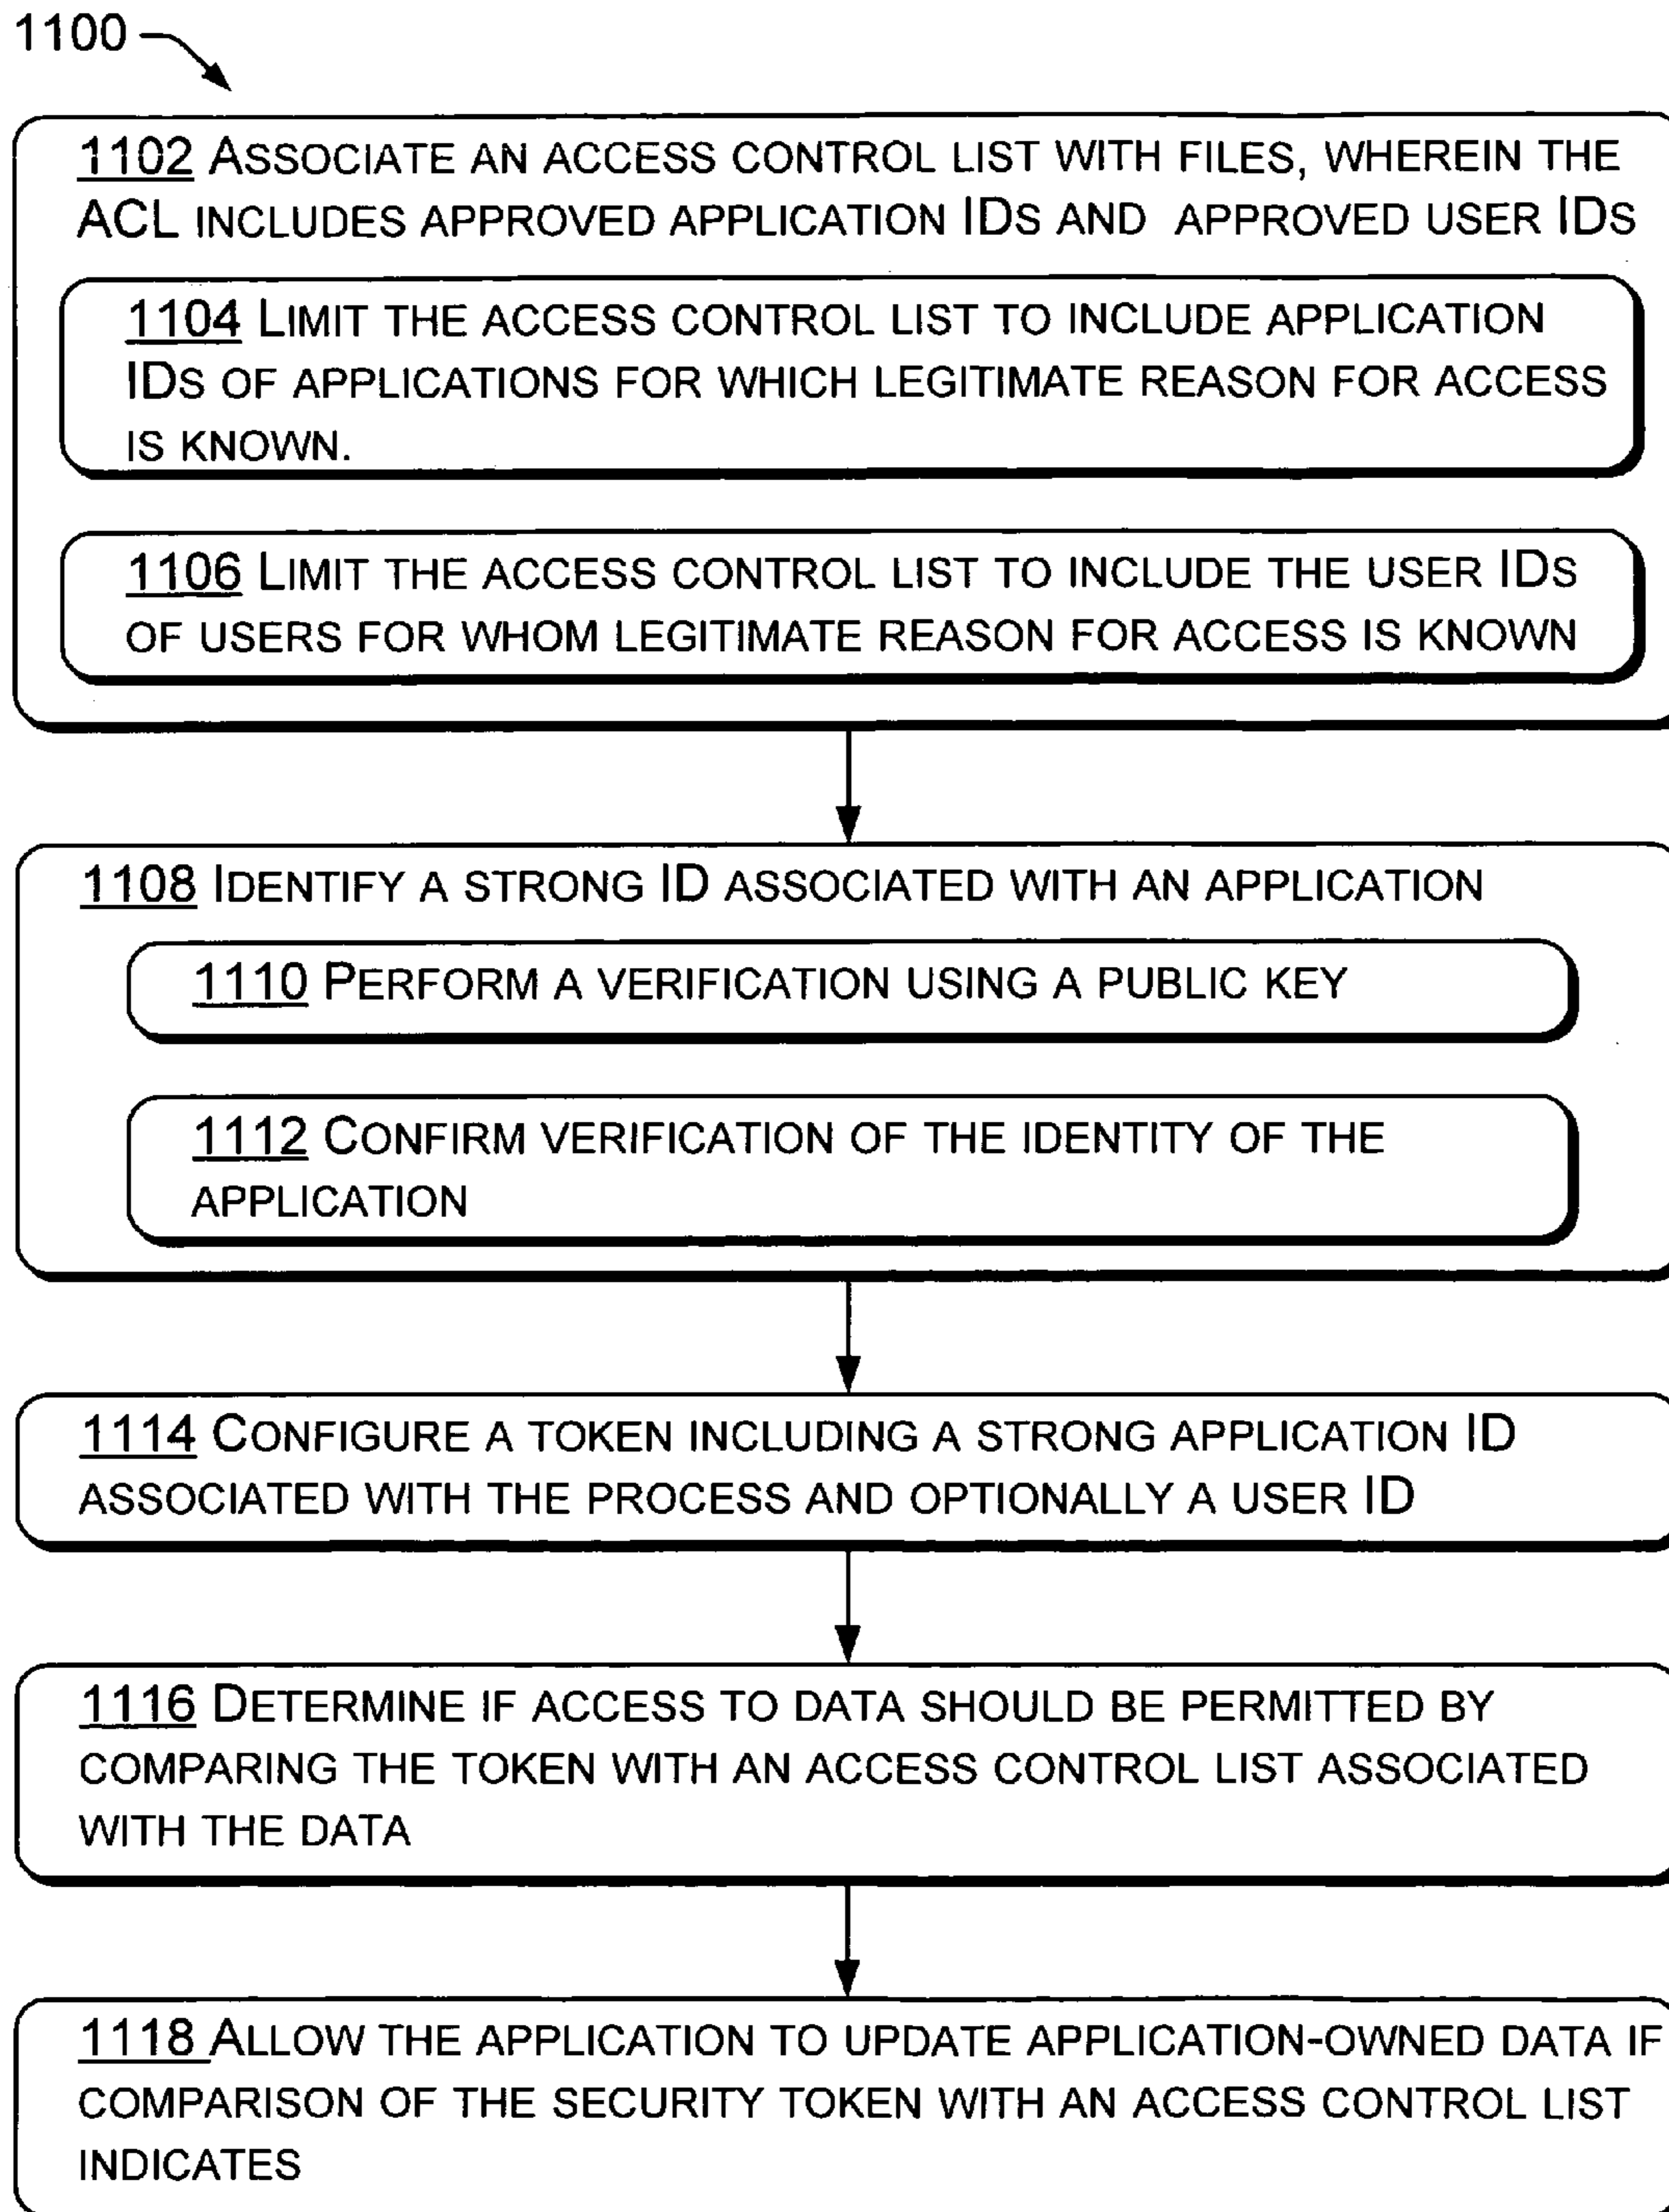 1100
1102 ASSOCIATE AN ACCESS CONTROL LIST WITH FILES, WHEREIN THE
ACL INCLUDES APPROVED APPLICATION IDS AND APPROVED USER IDS
1104 LIMIT THE ACCESS CONTROL LIST TO INCLUDE APPLICATION
IDS OF APPLICATIONS FOR WHICH LEGITIMATE REASON FOR ACCESS
IS KNOWN.
1106 LIMIT THE ACCESS CONTROL LIST TO INCLUDE THE USER IDS
OF USERS FOR WHOM LEGITIMATE REASON FOR ACCESS IS KNOWN
1108 IDENTIFY A STRONG ID ASSOCIATED WITH AN APPLICATION
1110 PERFORM A VERIFICATION USING A PUBLIC KEY
1112 CONFIRM VERIFICATION OF THE IDENTITY OF THE
APPLICATION
1114 CONFIGURE A TOKEN INCLUDING A STRONG APPLICATION ID
ASSOCIATED WITH THE PROCESS AND OPTIONALLY A USER ID
1116 DETERMINE IF ACCESS TO DATA SHOULD BE PERMITTED BY
COMPARING THE TOKEN WITH AN ACCESS CONTROL LIST ASSOCIATED
WITH THE DATA
1118 ALLOW THE APPLICATION TO UPDATE APPLICATION-OWNED DATA IF
COMPARISON OF THE SECURITY TOKEN WITH AN ACCESS CONTROL LIST
INDICATES